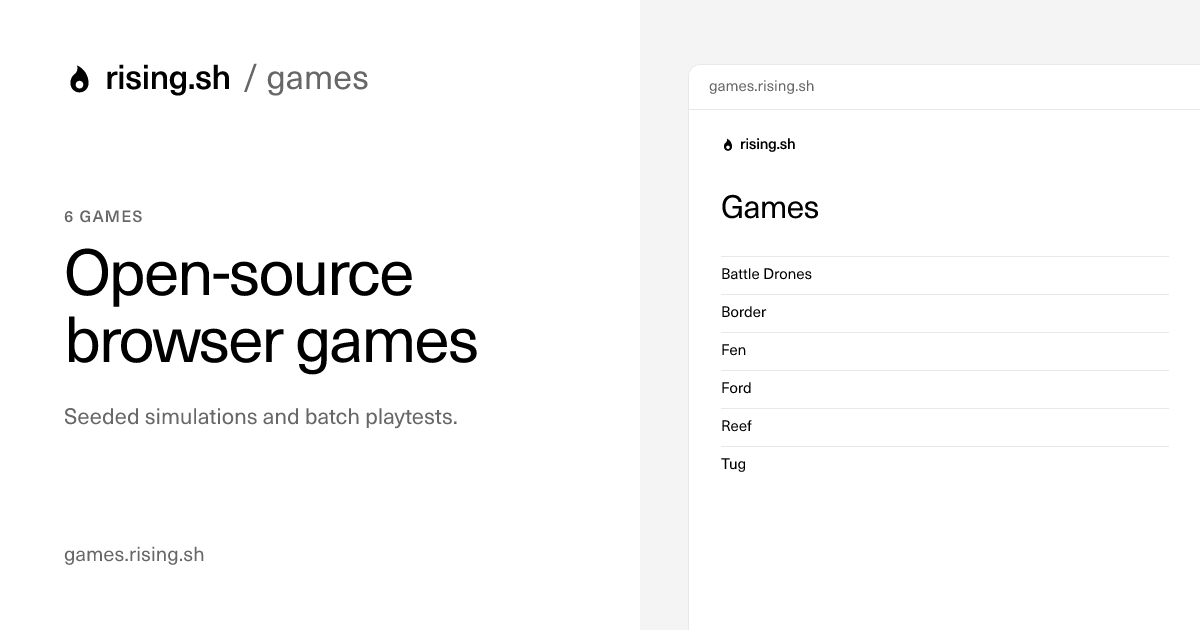 rising.sh / games
6 GAMES
Open-source
browser games
Seeded simulations and batch playtests.
games.rising.sh
games.rising.sh
rising.sh
Games
Battle Drones
Border
Fen
Ford
Reef
Tug